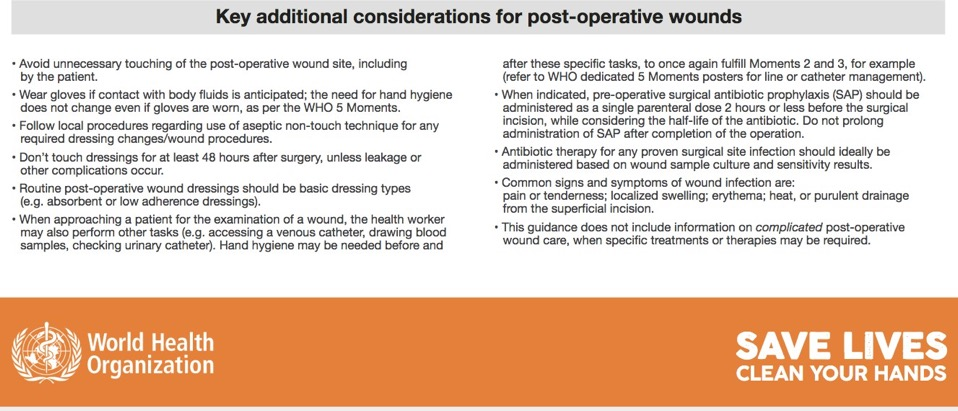 Key additional considerations for post-operative wounds
• Avoid unnecessary touching of the post-operative wound site, including
by the patient.
• Wear gloves if contact with body fluids is anticipated; the need for hand hygiene
does not change even if gloves are worn, as per the WHO 5 Moments.
• Follow local procedures regarding use of aseptic non-touch technique for any
required dressing changes/wound procedures.
• Don't touch dressings for at least 48 hours after surgery, unless leakage or
other complications occur.
• Routine post-operative wound dressings should be basic dressing types
(e.g. absorbent or low adherence dressings).
• When approaching a patient for the examination of a wound, the health worker
may also perform other tasks (e.g. accessing a venous catheter, drawing blood
samples, checking urinary catheter). Hand hygiene may be needed before and
after these specific tasks, to once again fulfill Moments 2 and 3, for example
(refer to WHO dedicated 5 Moments posters for line or catheter management).
• When indicated, pre-operative surgical antibiotic prophylaxis (SAP) should be
administered as a single parenteral dose 2 hours or less before the surgical
incision, while considering the half-life of the antibiotic. Do not prolong
administration of SAP after completion of the operation.
• Antibiotic therapy for any proven surgical site infection should ideally be
administered based on wound sample culture and sensitivity results.
• Common signs and symptoms of wound infection are:
pain or tenderness; localized swelling; erythema; heat, or purulent drainage
from the superficial incision.
• This guidance does not include information on complicated post-operative
wound care, when specific treatments or therapies may be required.
World Health
Organization
SAVE LIVES
CLEAN YOUR HANDS